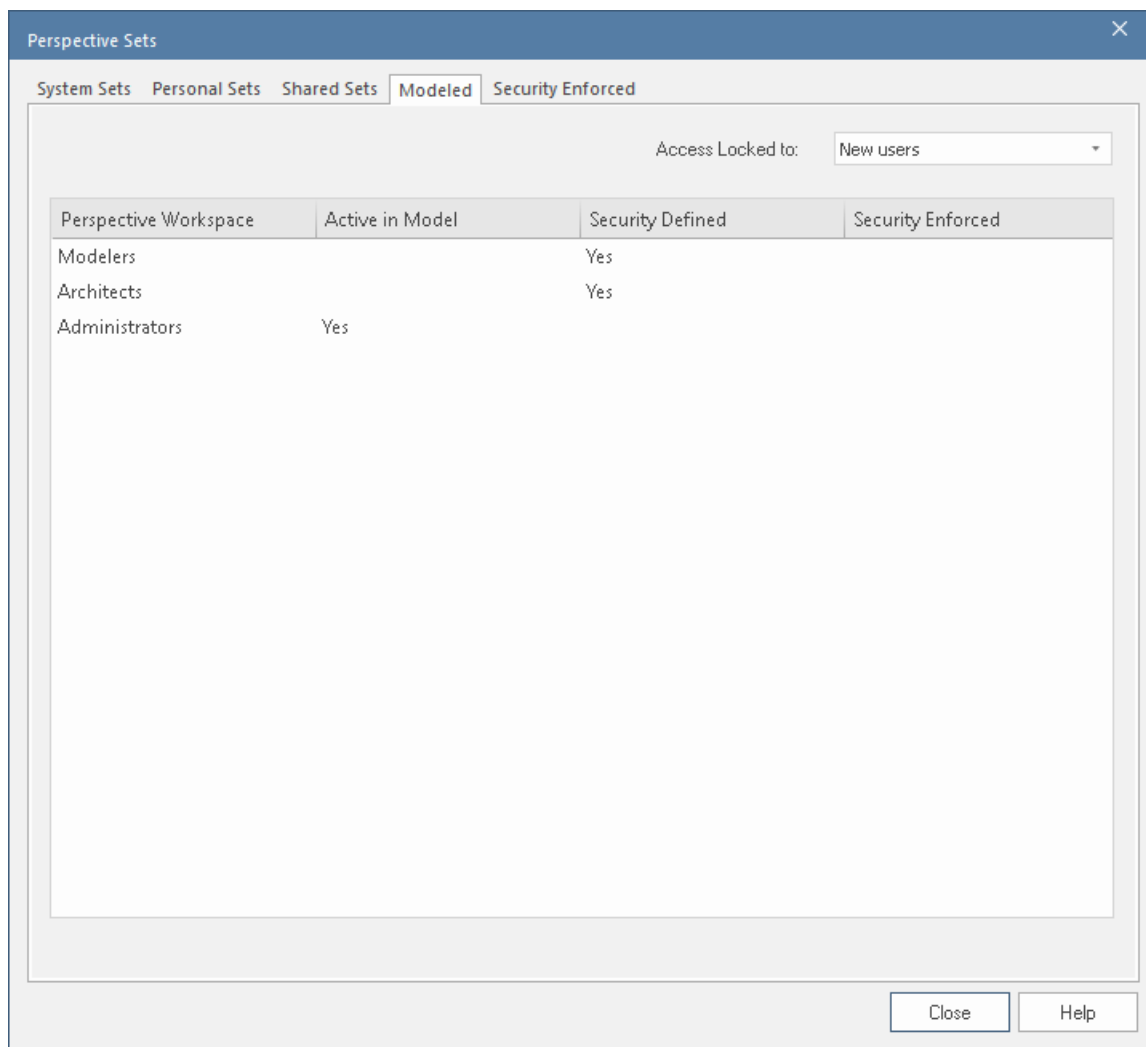 Perspective Sets
System Sets Personal Sets Shared Sets Modeled Security Enforced
Access Locked to: New users
Perspective Workspace Active in Model Security Defined Security Enforced
Modelers Yes
Architects Yes
Administrators Yes
Close Help